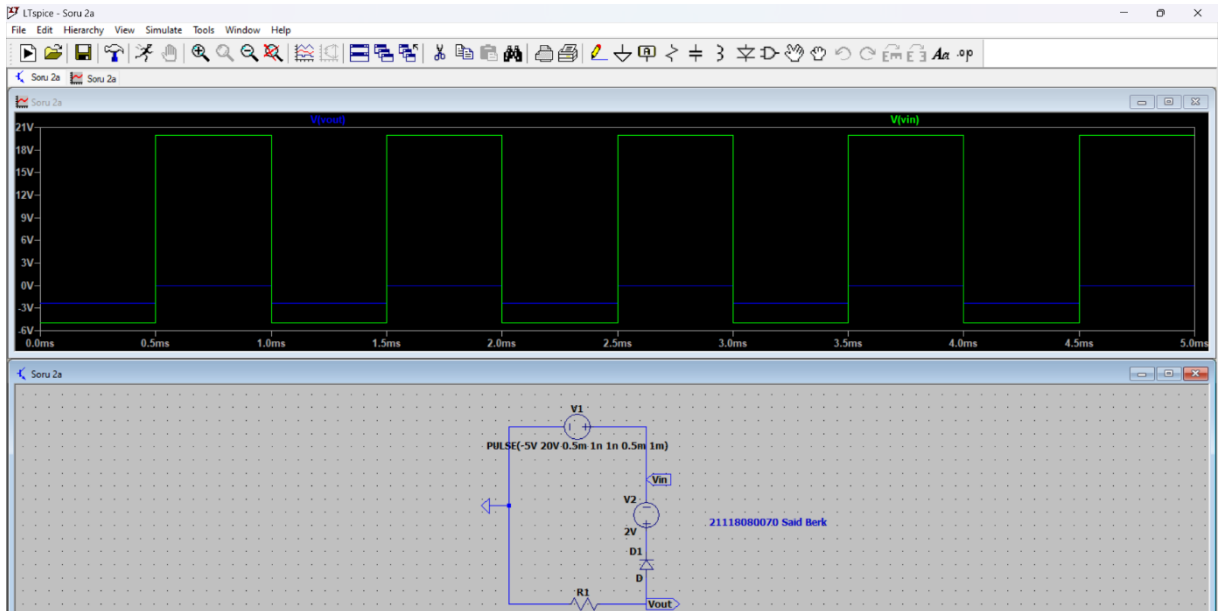 LTspice - Soru 2a
File Edit Hierarchy View Simulate Tools Window Help
Aa .op
Soru 2a Soru 2a
Soru 2a
V(vout) V(vin)
21V
18V
15V
12V
9V
6V
3V
0V
-3V
-6V
0.0ms 0.5ms 1.0ms 1.5ms 2.0ms 2.5ms 3.0ms 3.5ms 4.0ms 4.5ms 5.0ms
Soru 2a
V1
PULSE(-5V 20V 0.5m 1n 1n 0.5m 1m)
Vin
V2
21118080070 Said Berk
2V
D1
D
R1
Vout